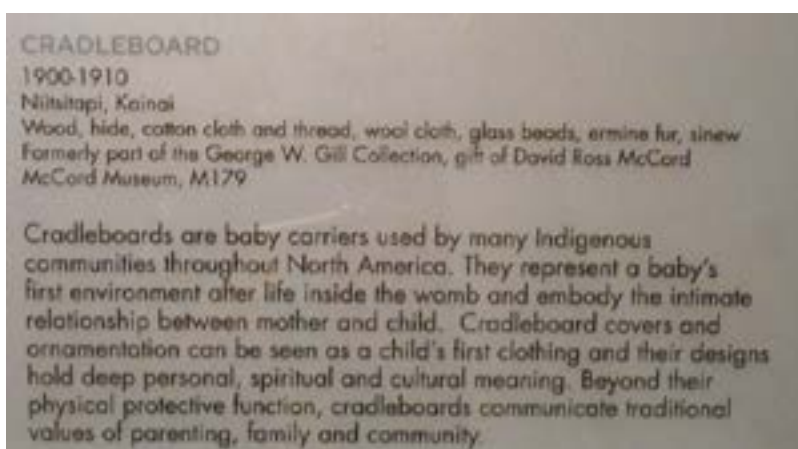 CRADLEBOARD
1900-1910
Niitsitapi, Kainai
Wood, hide, cotton cloth and thread, wool cloth, glass beads, ermine fur, sinew
Formerly part of the George W. Gill Collection, gift of David Ross McCord
McCord Museum, M179
Cradleboards are baby carriers used by many Indigenous
communities throughout North America. They represent a baby's
first environment after life inside the womb and embody the intimate
relationship between mother and child. Cradleboard covers and
ornamentation can be seen as a child's first clothing and their designs
hold deep personal, spiritual and cultural meaning. Beyond their
physical protective function, cradleboards communicate traditional
values of parenting, family and community.